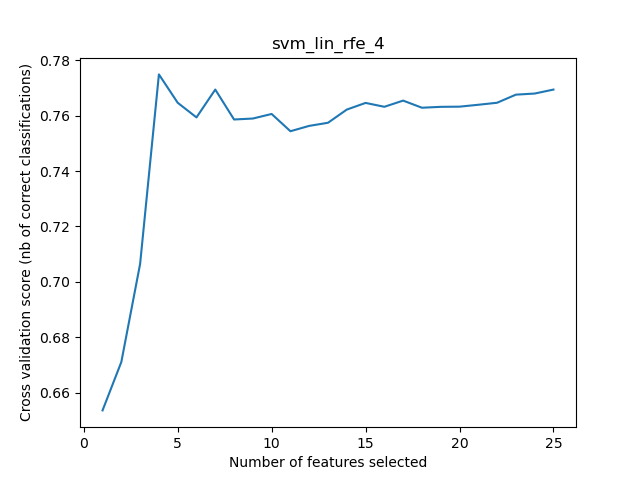 svm_lin_rfe_4
0.78
0.76
0.74
0.72
0.70
0.68
0.66
Cross validation score (nb of correct classifications)
0 5 10 15 20 25
Number of features selected